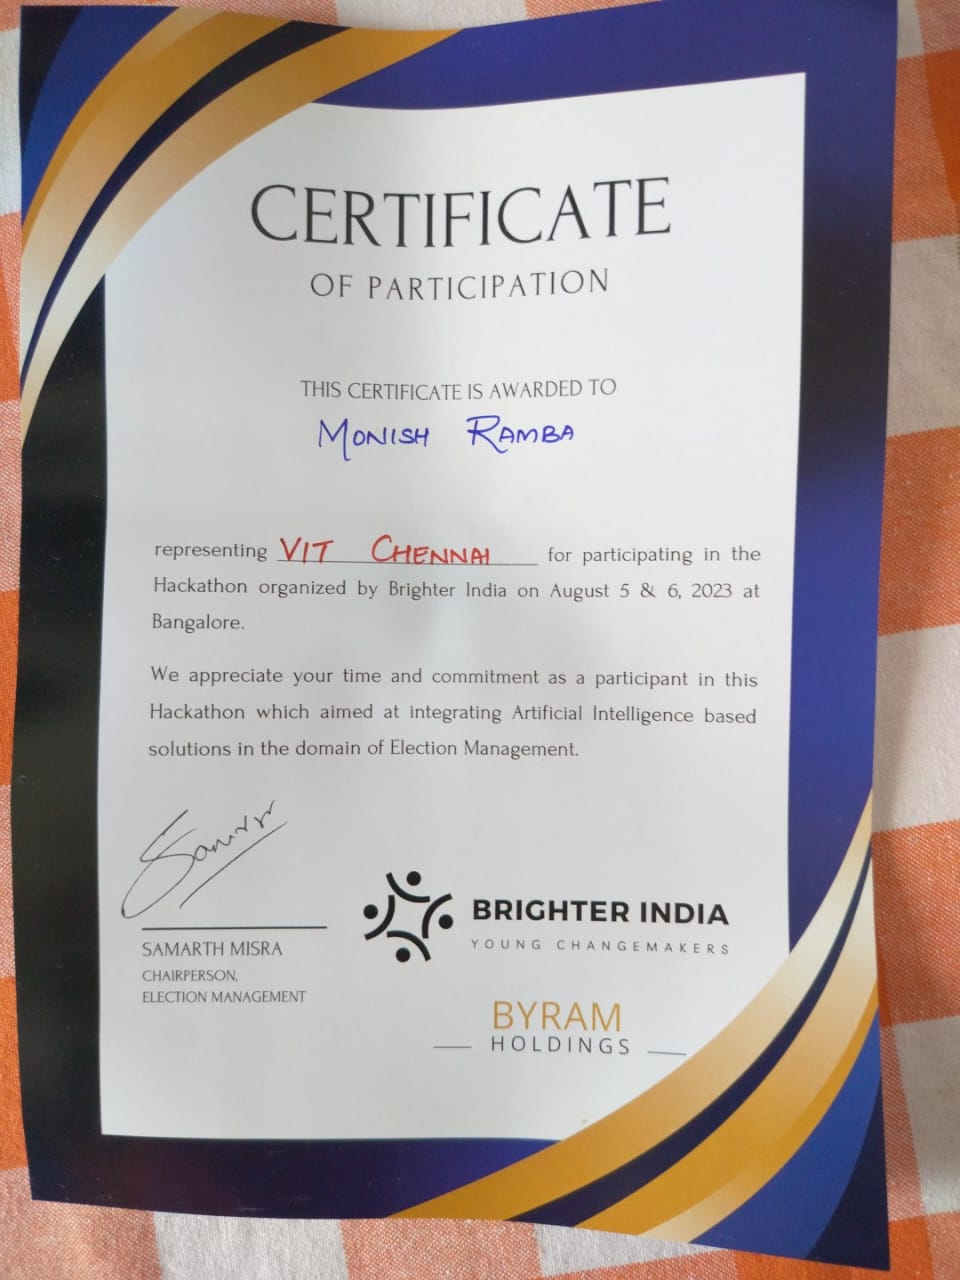 CERTIFICATE
OF PARTICIPATION
THIS CERTIFICATE IS AWARDED TO
MONISH RAMBA
representing VIT CHENNAI for participating in the
Hackathon organized by Brighter India on August 5 & 6, 2023 at
Bangalore.
We appreciate your time and commitment as a participant in this
Hackathon which aimed at integrating Artificial Intelligence based
solutions in the domain of Election Management.
SAMARTH MISRA
CHAIRPERSON,
ELECTION MANAGEMENT
BRIGHTER INDIA
YOUNG CHANGEMAKERS
BYRAM
HOLDINGS